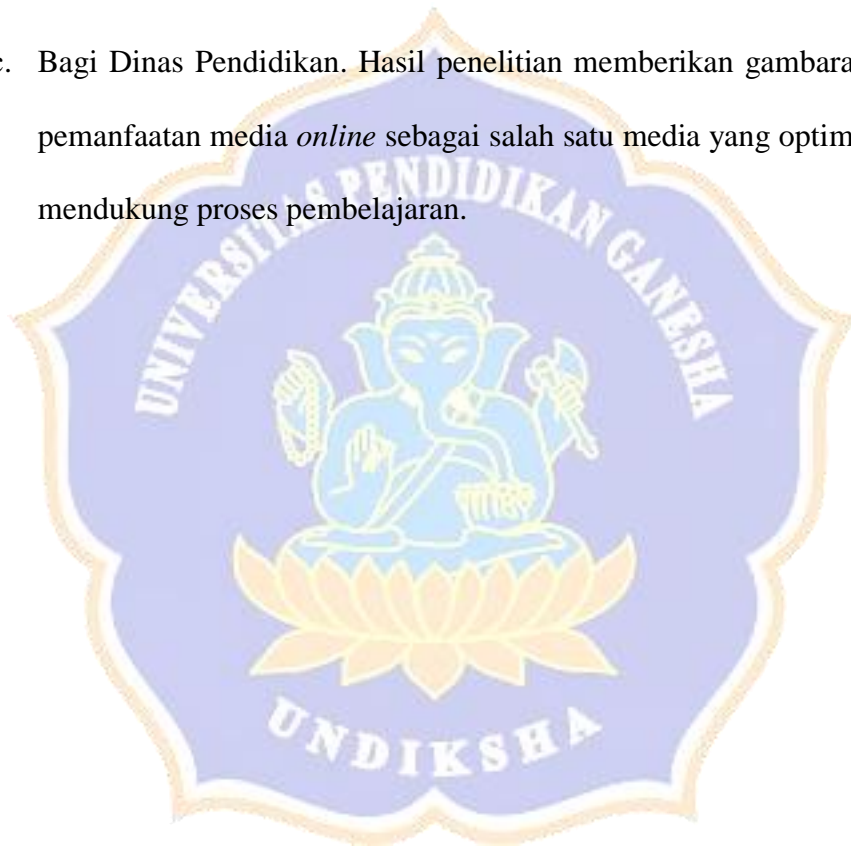 c. Bagi Dinas Pendidikan. Hasil penelitian memberikan gambara
pemanfaatan media online sebagai salah satu media yang optim
mendukung proses pembelajaran.
UNIVERSITAS PENDIDIKAN GANESHA
UNDIKSHA